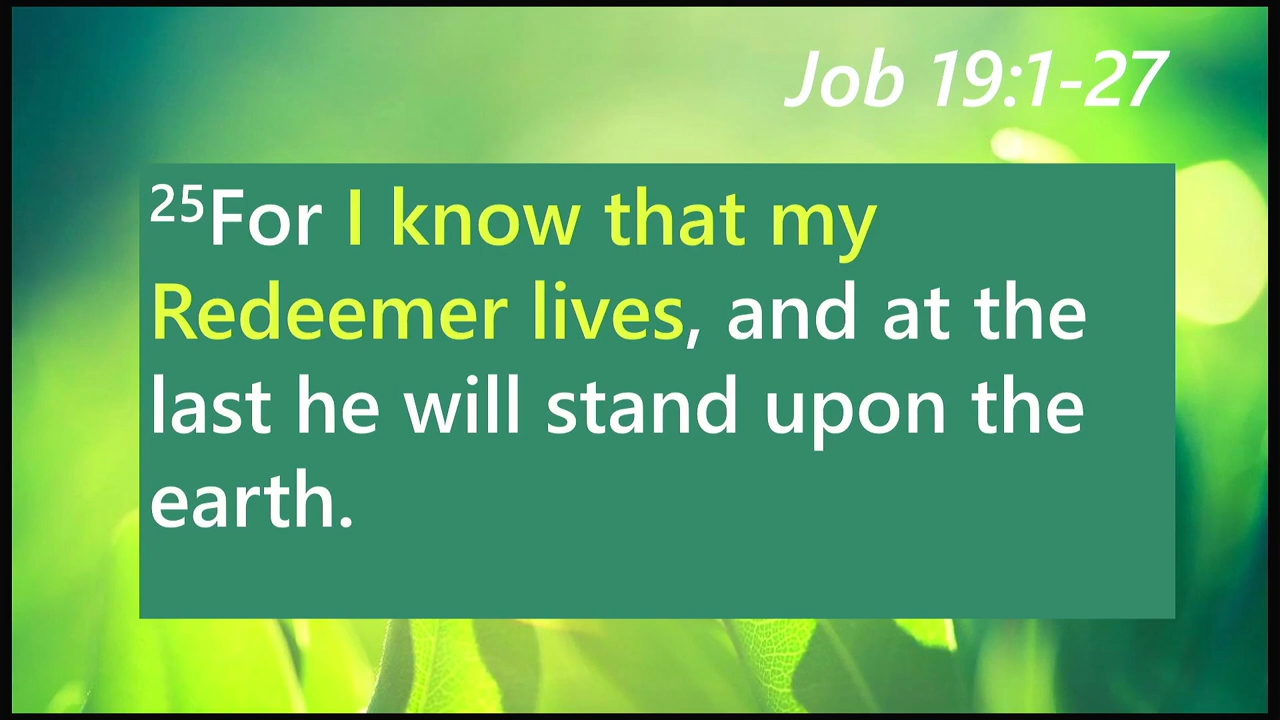 Job 19:1-27
²⁵For I know that my
Redeemer lives, and at the
last he will stand upon the
earth.